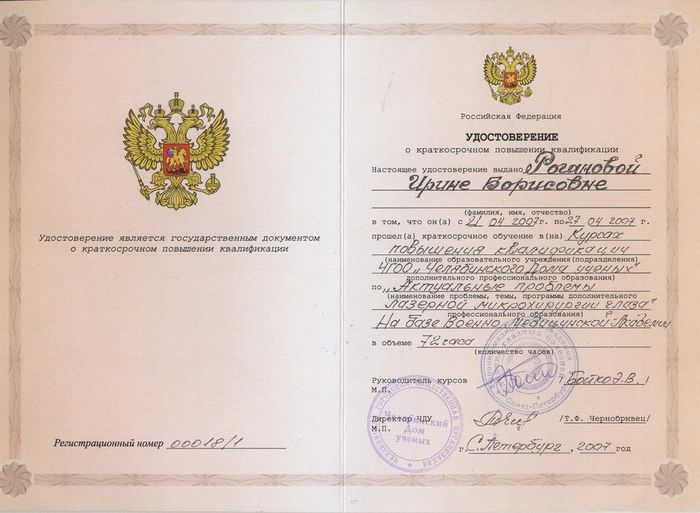 Удостоверение является государственным документом
о краткосрочном повышении квалификации
Регистрационный номер 00018/1
Российская Федерация
УДОСТОВЕРЕНИЕ
о краткосрочном повышении квалификации
Настоящее удостоверение выдано Рогановой
Ирине Борисовне
(фамилия, имя, отчество)
в том, что он(а) с 21 04 2007г. по 27 04 2007 г.
прошел(а) краткосрочное обучение в(на) Курсах
повышения квалификации
(наименование образовательного учреждения(подразделения)
ЧГОО „Челябинского Дома ученых"
дополнительного профессионального образования)
по „Актуальные проблемы
(наименование проблемы, темы, программы дополнительного
лазерной микрохирургии глаза"
профессионального образования)
На базе Военно Медицинской Академии
в объеме 72 часа
(количество часов)
Руководитель курсов Бойко Э.В.
М.П.
Директор ЧДУ /Т.Ф. Чернобривец/
М.П.
Челябинский
Дом
ученых
г. С. Петербург, 2007 год